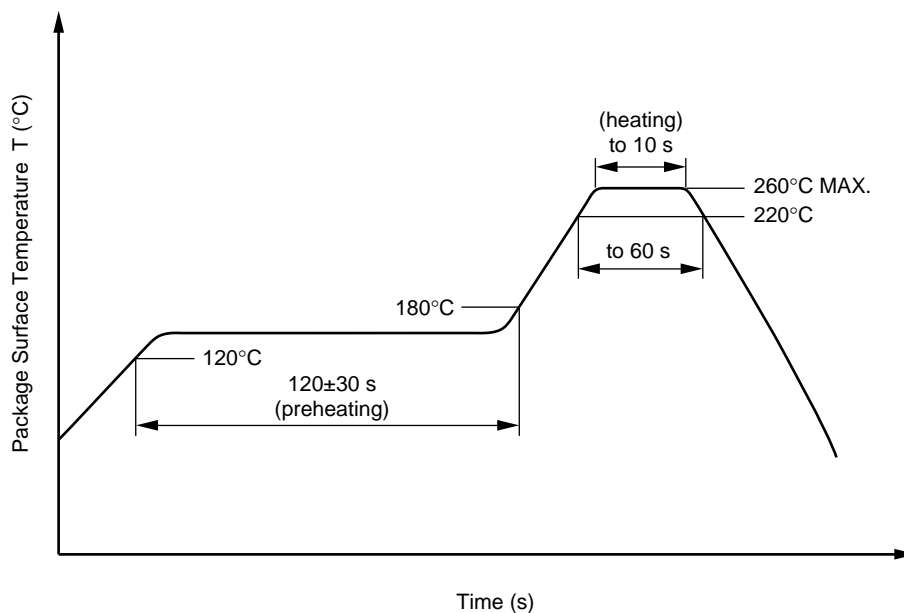 Package Surface Temperature T (°C)
(heating)
to 10 s
260°C MAX.
220°C
to 60 s
180°C
120°C
120±30 s
(preheating)
Time (s)